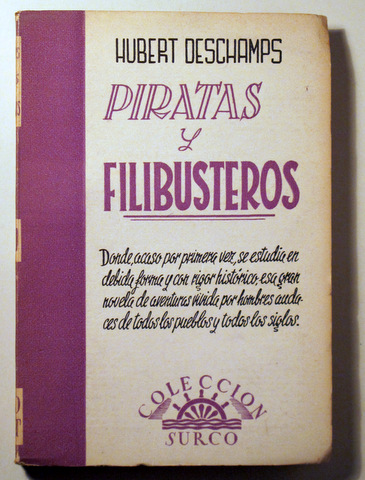 HUBERT DESCHAMPS
PIRATAS
y
FILIBUSTEROS
Donde, acaso por primera vez, se estudia en
debida forma y con rigor histórico, esa gran
novela de aventuras vivida por hombres auda-
ces de todos los pueblos y todos los siglos.
COLECCION
SURCO